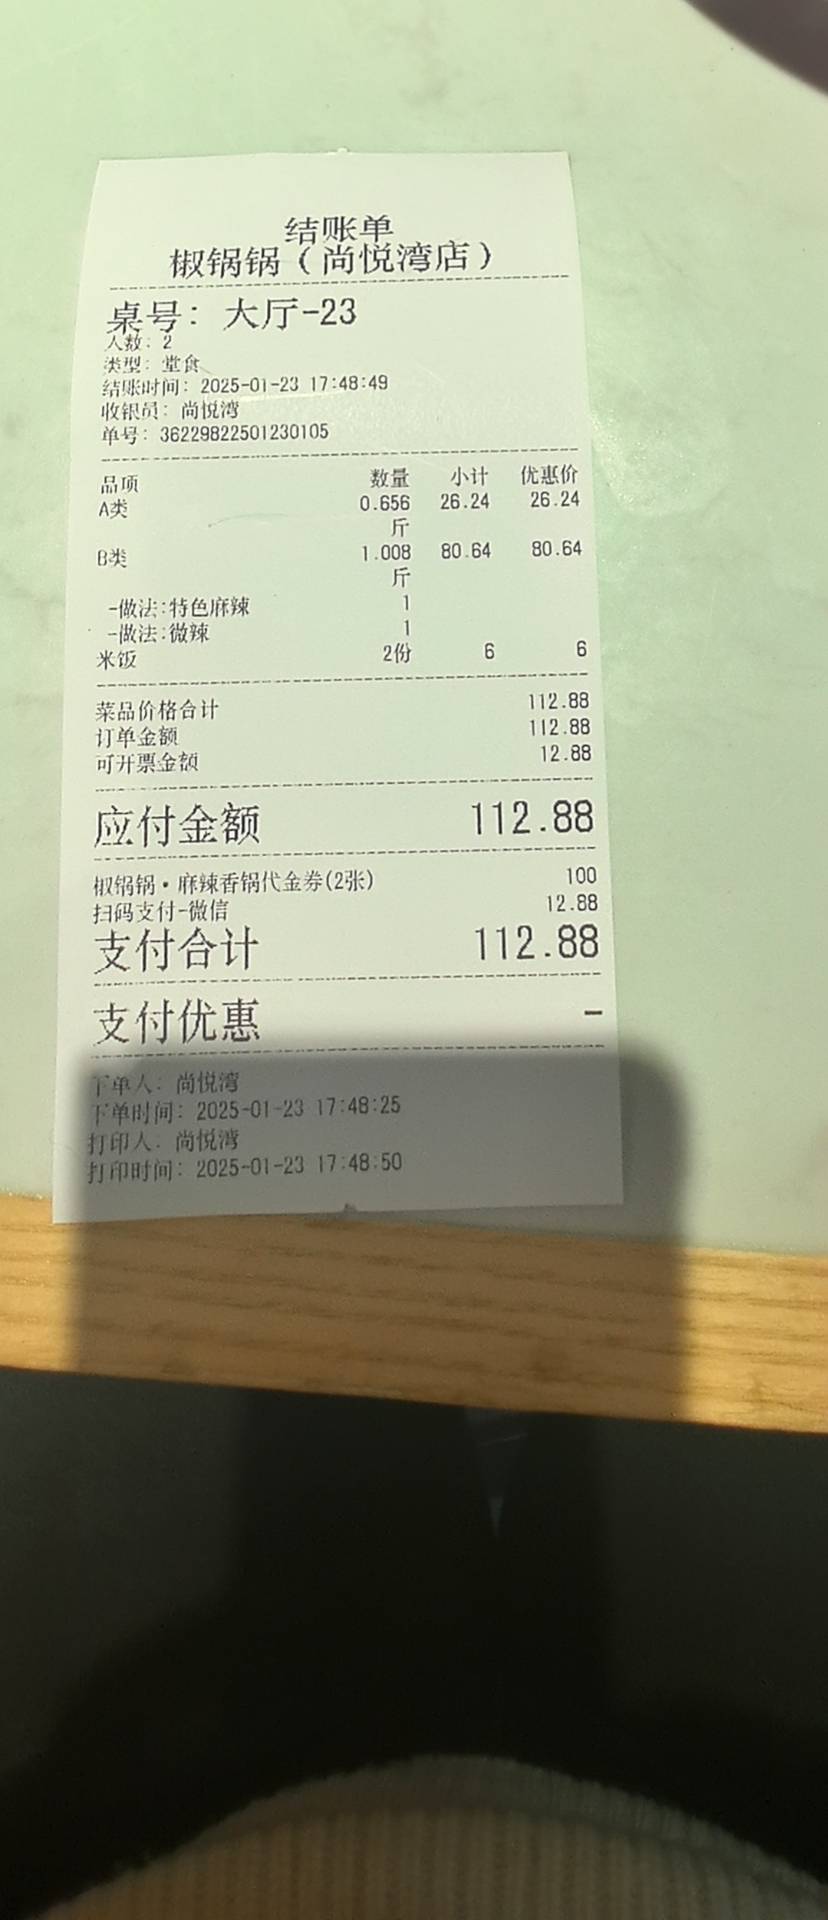 结账单
椒锅锅（尚悦湾店）
桌号: 大厅-23
人数: 2
类型: 堂食
结账时间: 2025-01-23 17:48:49
收银员: 尚悦湾
单号: 36229822501230105
品项 数量 小计 优惠价
A类 0.656 26.24 26.24
斤
B类 1.008 80.64 80.64
斤
-做法:特色麻辣 1
-做法:微辣 1
米饭 2份 6 6
菜品价格合计 112.88
订单金额 112.88
可开票金额 12.88
应付金额 112.88
椒锅锅·麻辣香锅代金券(2张) 100
扫码支付-微信 12.88
支付合计 112.88
支付优惠 -
下单人: 尚悦湾
下单时间: 2025-01-23 17:48:25
打印人: 尚悦湾
打印时间: 2025-01-23 17:48:50